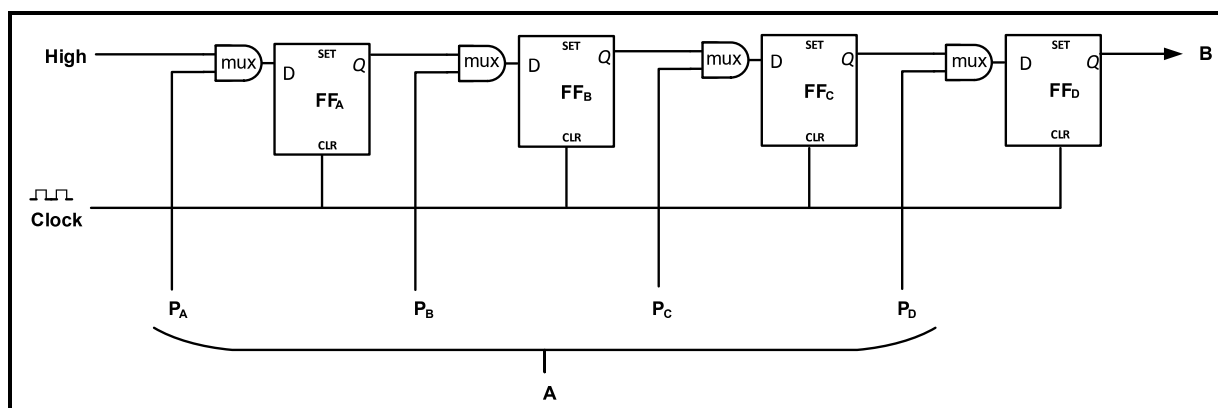 High
mux
D
SET
Q
FFA
CLR
mux
D
SET
Q
FFB
CLR
mux
D
SET
Q
FFC
CLR
mux
D
SET
Q
FFD
CLR
B
Clock
PA
PB
PC
PD
A